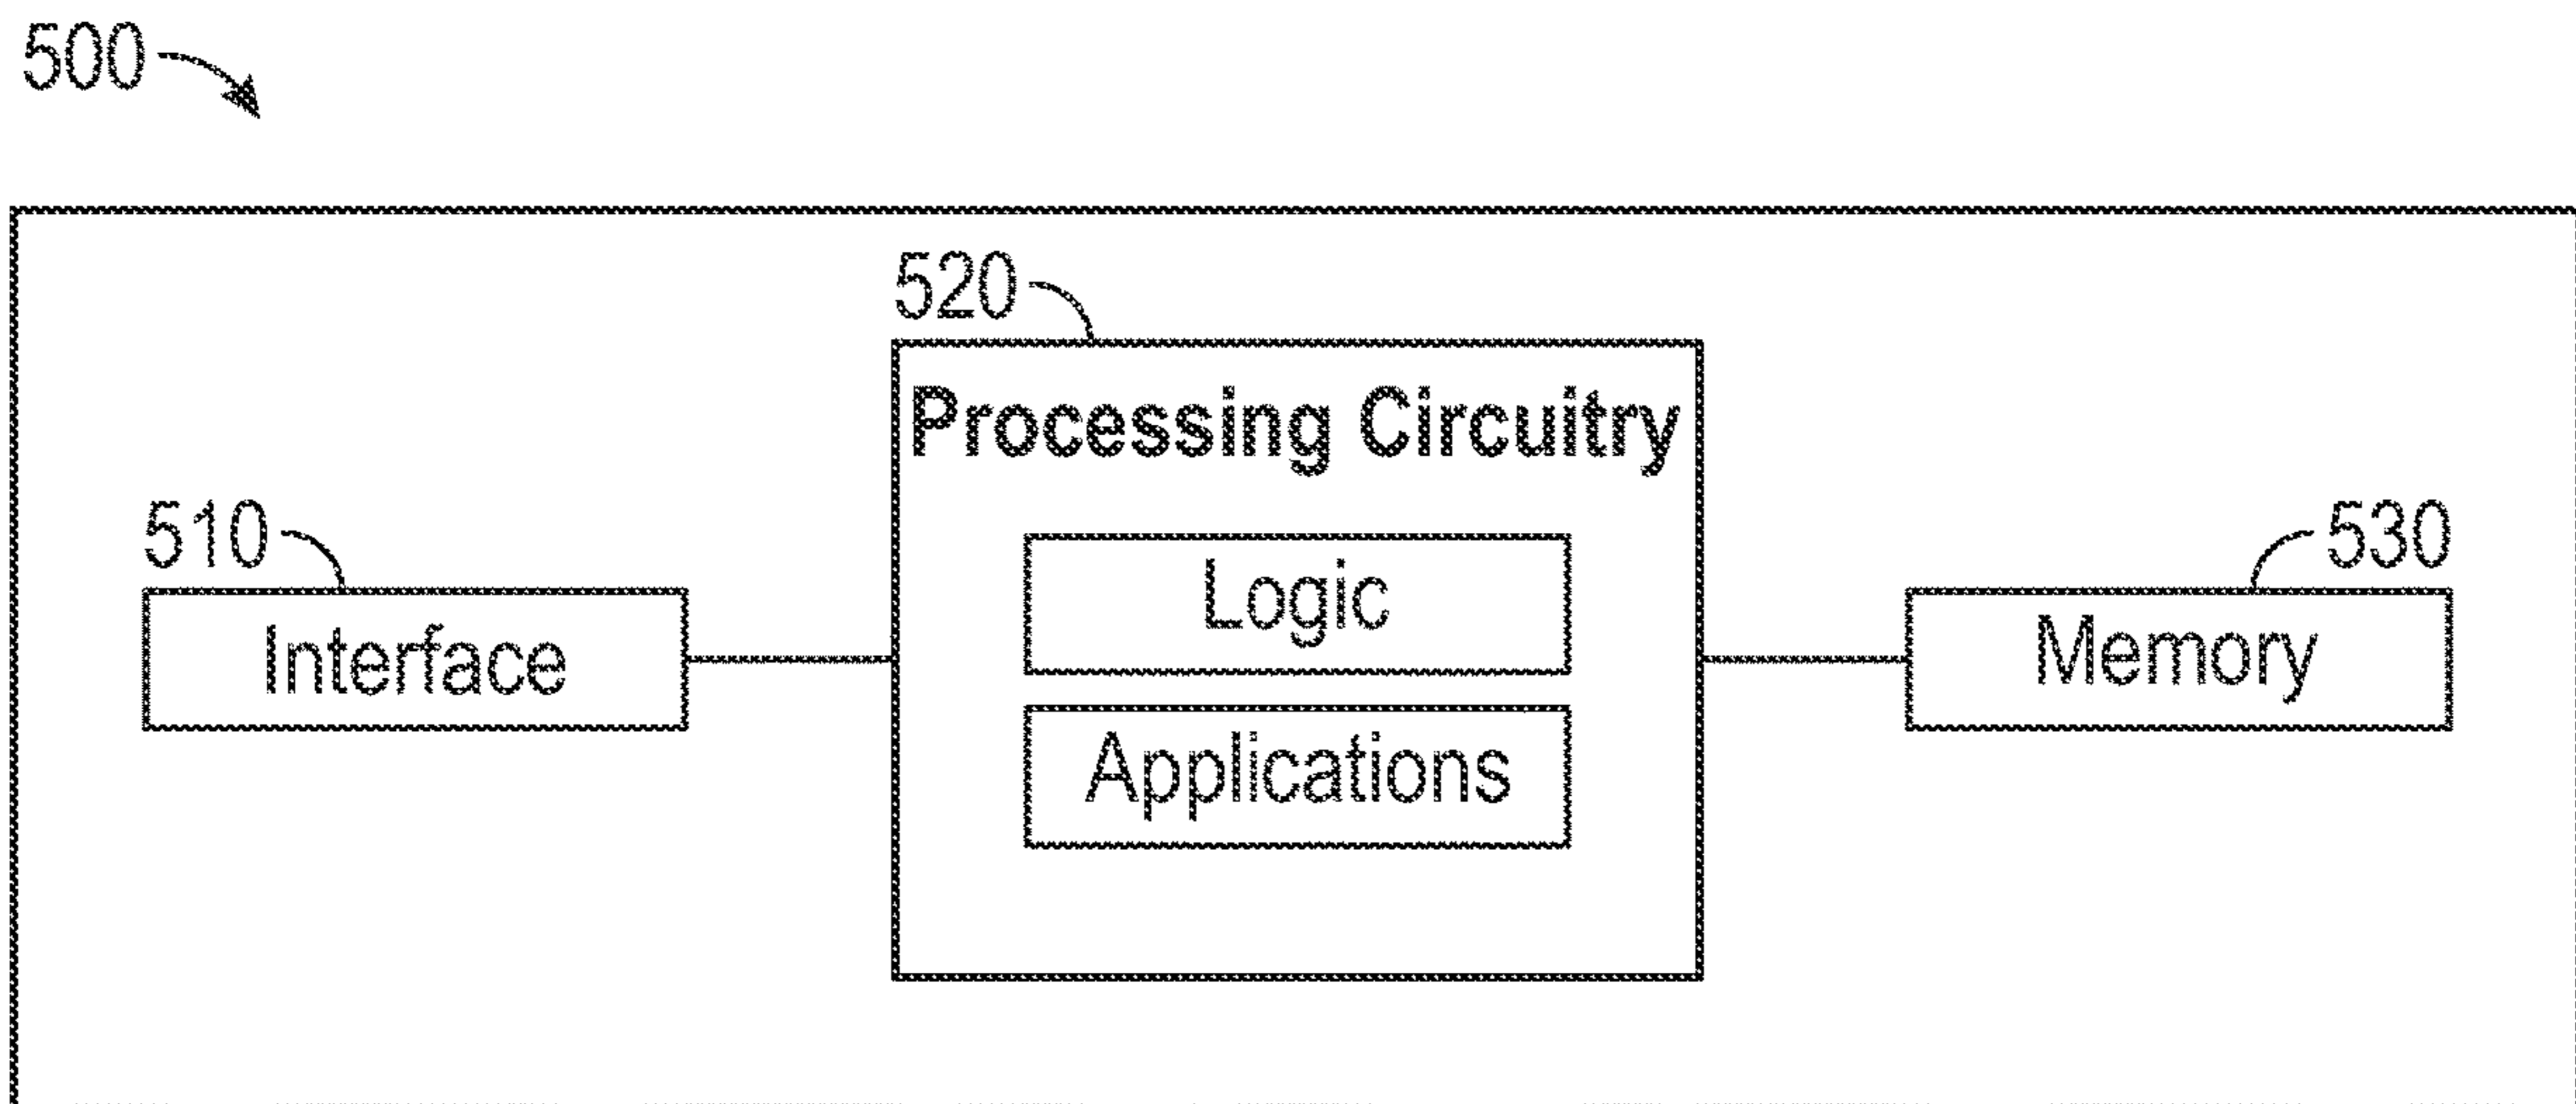 500
520
Processing Circuitry
510
530
Logic
Interface
Memory
Applications